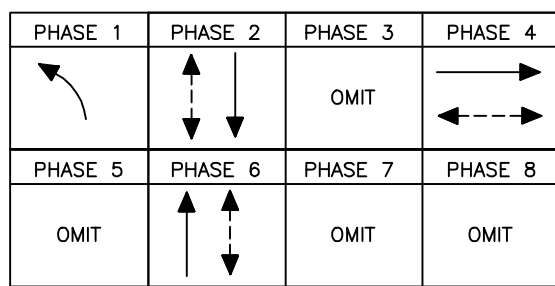 PHASE 1 PHASE 2 PHASE 3 PHASE 4
OMIT
PHASE 5 PHASE 6 PHASE 7 PHASE 8
OMIT OMIT OMIT